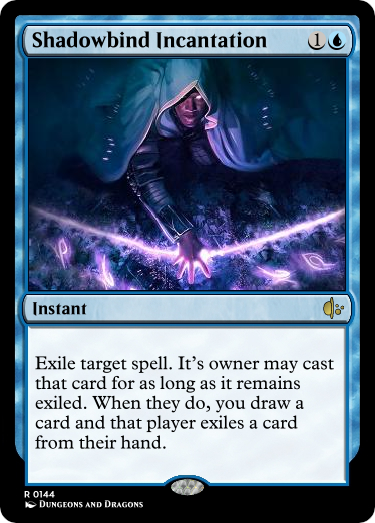 Shadowbind Incantation 1
Instant
Exile target spell. It's owner may cast
that card for as long as it remains
exiled. When they do, you draw a
card and that player exiles a card
from their hand.
R 0144
Dungeons and Dragons